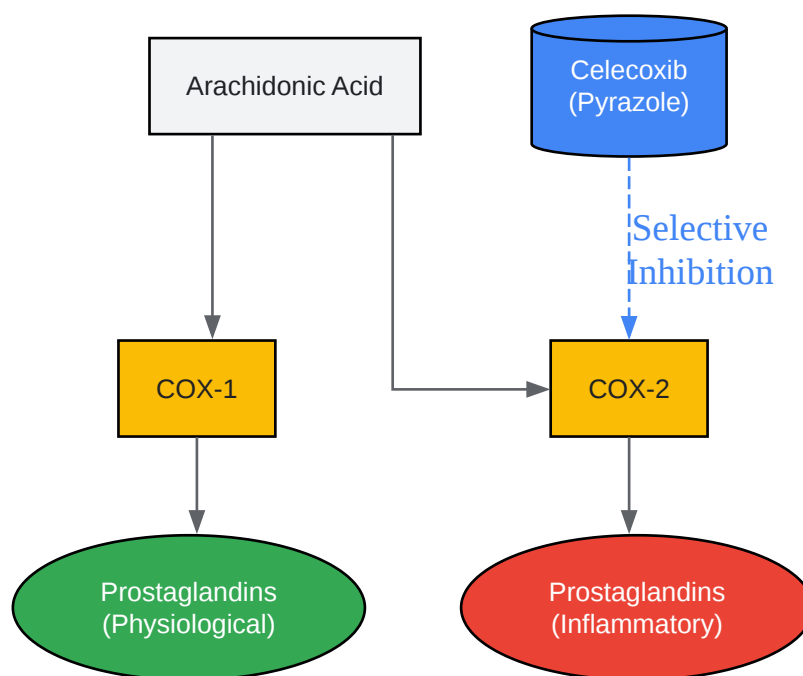 Arachidonic Acid
Celecoxib
(Pyrazole)
Selective
Inhibition
COX-1
COX-2
Prostaglandins
(Physiological)
Prostaglandins
(Inflammatory)